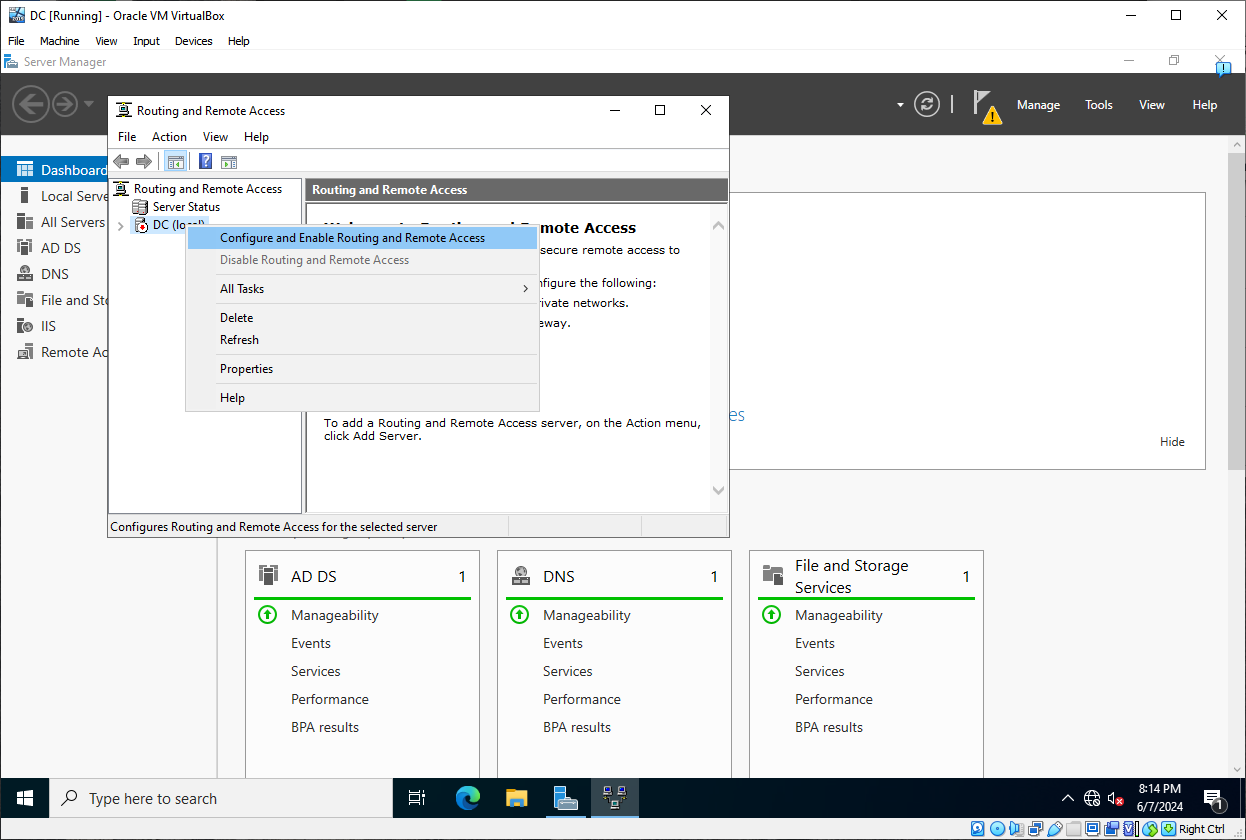 DC [Running] - Oracle VM VirtualBox
File Machine View Input Devices Help
Server Manager
Manage Tools View Help
Dashboard
Local Serve
All Servers
AD DS
DNS
File and Sto
IIS
Remote Ac
Routing and Remote Access
File Action View Help
Routing and Remote Access
Server Status
DC (local)
Routing and Remote Access
mote Access
secure remote access to
nfigure the following:
rivate networks.
eway.
To add a Routing and Remote Access server, on the Action menu,
click Add Server.
Configure and Enable Routing and Remote Access
Disable Routing and Remote Access
All Tasks
Delete
Refresh
Properties
Help
Configures Routing and Remote Access for the selected server
es
Hide
AD DS 1
Manageability
Events
Services
Performance
BPA results
DNS 1
Manageability
Events
Services
Performance
BPA results
File and Storage
Services 1
Manageability
Events
Services
Performance
BPA results
Type here to search
8:14 PM
6/7/2024
1
Right Ctrl